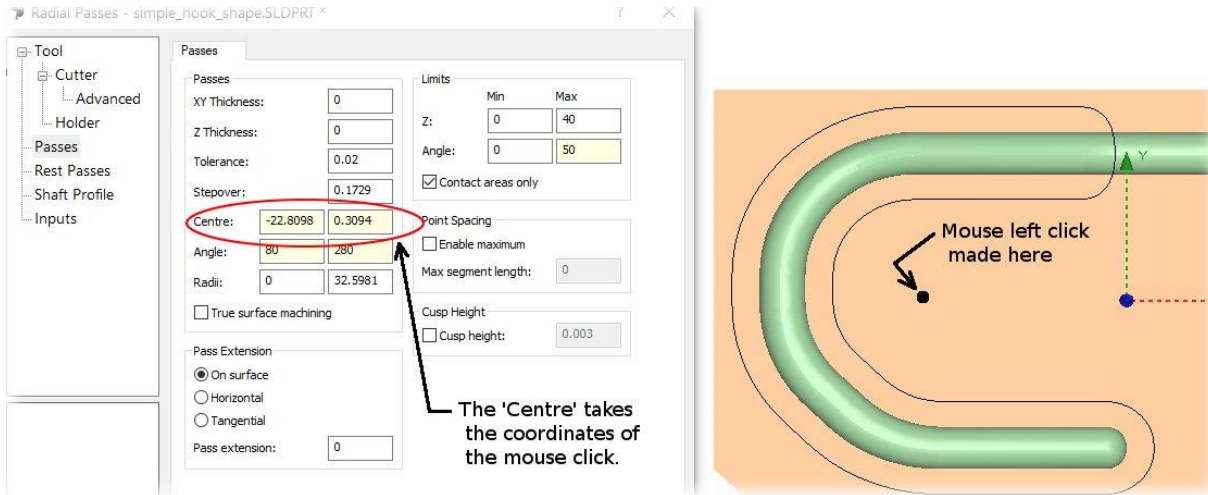 Radial Passes - simple_hook_shape.SLDPRT *
?
Tool
Cutter
Advanced
Holder
Passes
Rest Passes
Shaft Profile
Inputs
Passes
Passes
XY Thickness: 0
Z Thickness: 0
Tolerance: 0.02
Stepover: 0.1729
Centre: -22.8098 0.3094
Angle: 80 280
Radii: 0 32.5981
True surface machining
Pass Extension
On surface
Horizontal
Tangential
Pass extension: 0
Limits
Min Max
Z: 0 40
Angle: 0 50
Contact areas only
Point Spacing
Enable maximum
Max segment length: 0
Cusp Height
Cusp height: 0.003
The 'Centre' takes
the coordinates of
the mouse click.
Y
Mouse left click
made here